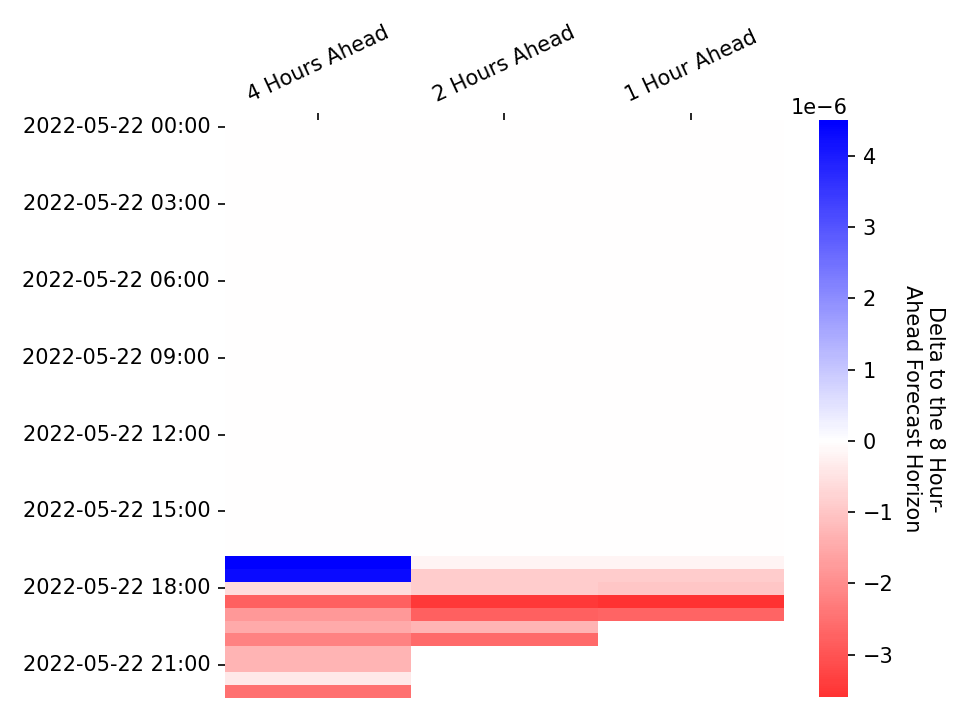 4 Hours Ahead
2 Hours Ahead
1 Hour Ahead
1e−6
2022-05-22 00:00
2022-05-22 03:00
2022-05-22 06:00
2022-05-22 09:00
2022-05-22 12:00
2022-05-22 15:00
2022-05-22 18:00
2022-05-22 21:00
4
3
2
1
0
−1
−2
−3
Delta to the 8 Hour-
Ahead Forecast Horizon